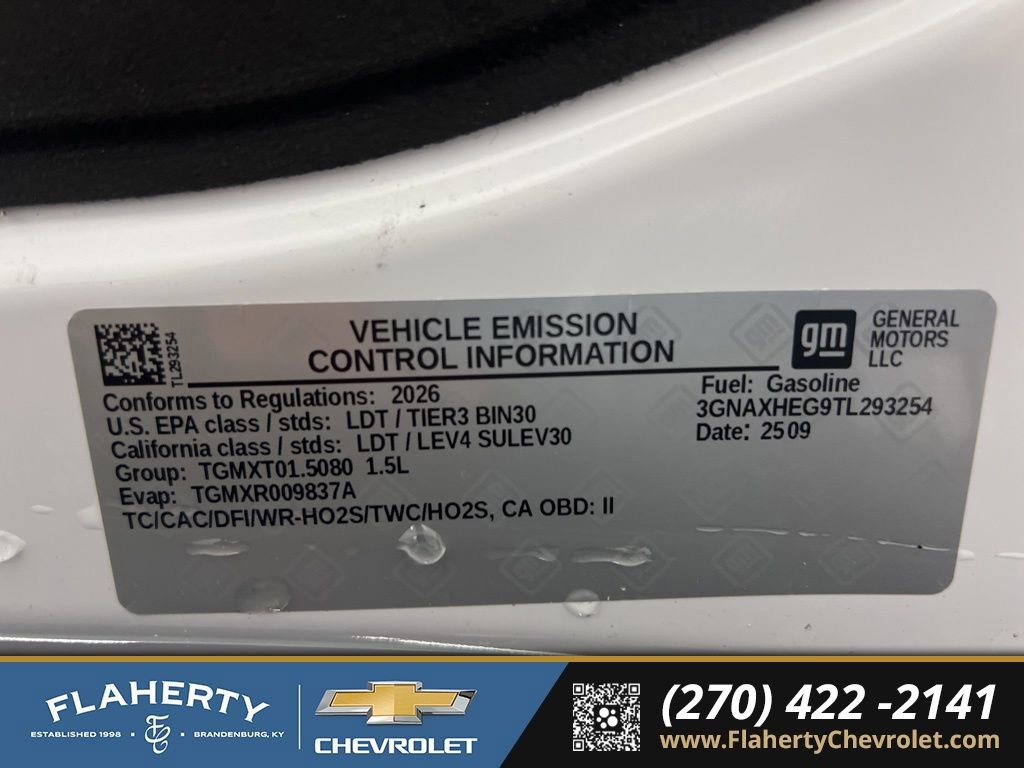 VEHICLE EMISSION
CONTROL INFORMATION
gm
GENERAL
MOTORS
LLC
TL293254
Conforms to Regulations: 2026
U.S. EPA class / stds: LDT / TIER3 BIN30
California class / stds: LDT / LEV4 SULEV30
Group: TGMXT01.5080 1.5L
Evap: TGMXR009837A
TC/CAC/DFI/WR-HO2S/TWC/HO2S, CA OBD: II
Fuel: Gasoline
3GNAXHEG9TL293254
Date: 2509
FLAHERTY
ESTABLISHED 1998 • FC • BRANDENBURG, KY
CHEVROLET
(270) 422 -2141
www.FlahertyChevrolet.com